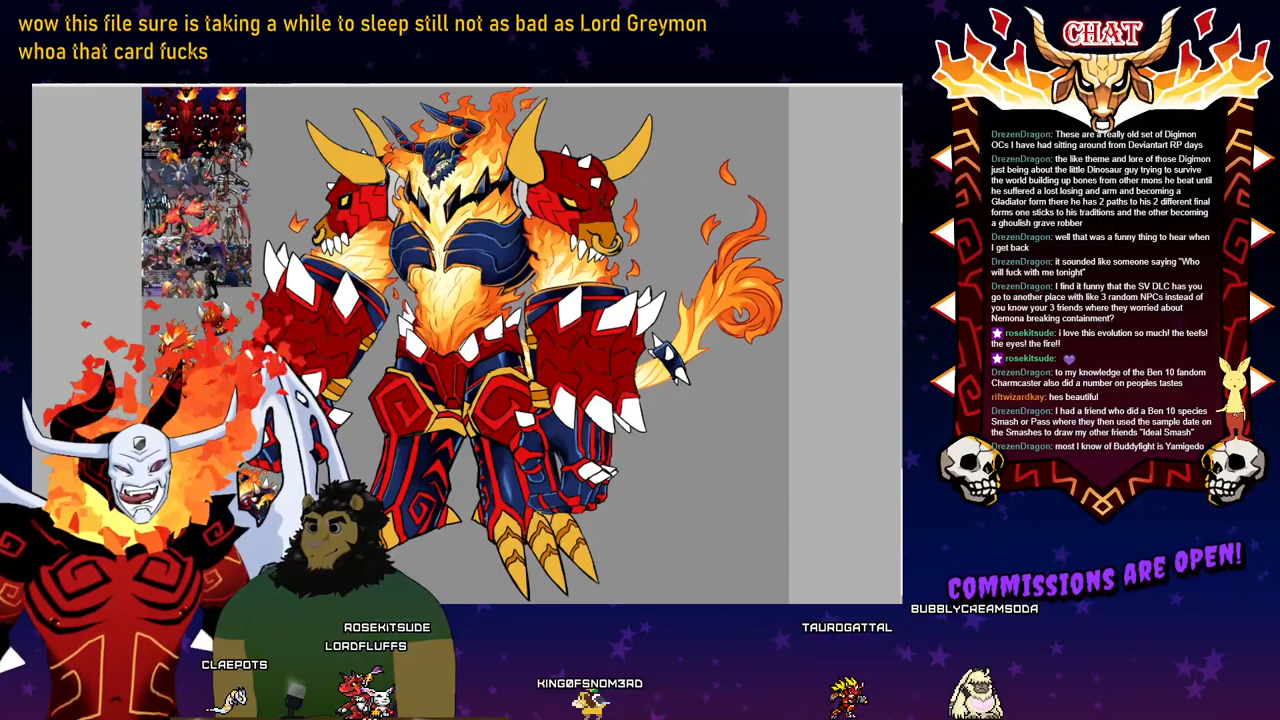 wow this file sure is taking a while to sleep still not as bad as Lord Greymon
whoa that card fucks
CHAT
DrezenDragon: These are a really old set of Digimon
OCs I have had sitting around from Deviantart RP days
DrezenDragon: the like theme and lore of those Digimon
just being about the little Dinosaur guy trying to survive
the world building up bones from other mons he beat until
he suffered a lost losing and arm and becoming a
Gladiator form there he has 2 paths to his 2 different final
forms one sticks to his traditions and the other becoming
a ghoulish grave robber
DrezenDragon: well that was a funny thing to hear when
I get back
DrezenDragon: it sounded like someone saying "Who
will fuck with me tonight"
DrezenDragon: I find it funny that the SV DLC has you
go to another place with like 3 random NPCs instead of
you know your 3 friends where they worried about
Nemona breaking containment?
rosekitsude: i love this evolution so much! the teefs!
the eyes! the fire!!
rosekitsude:
DrezenDragon: to my knowledge of the Ben 10 fandom
Charmcaster also did a number on peoples tastes
riftwizardkay: hes beautiful
DrezenDragon: I had a friend who did a Ben 10 species
Smash or Pass where they then used the sample date on
the Smashes to draw my other friends "Ideal Smash"
DrezenDragon: most I know of Buddyfight is Yamigedo
COMMISSIONS ARE OPEN!
BUBBLYCREAMSODA
ROSEKITSUDE
TAUROGATTAL
LORDFLUFFS
CLAEPOTS
KING0FSNOM3RD